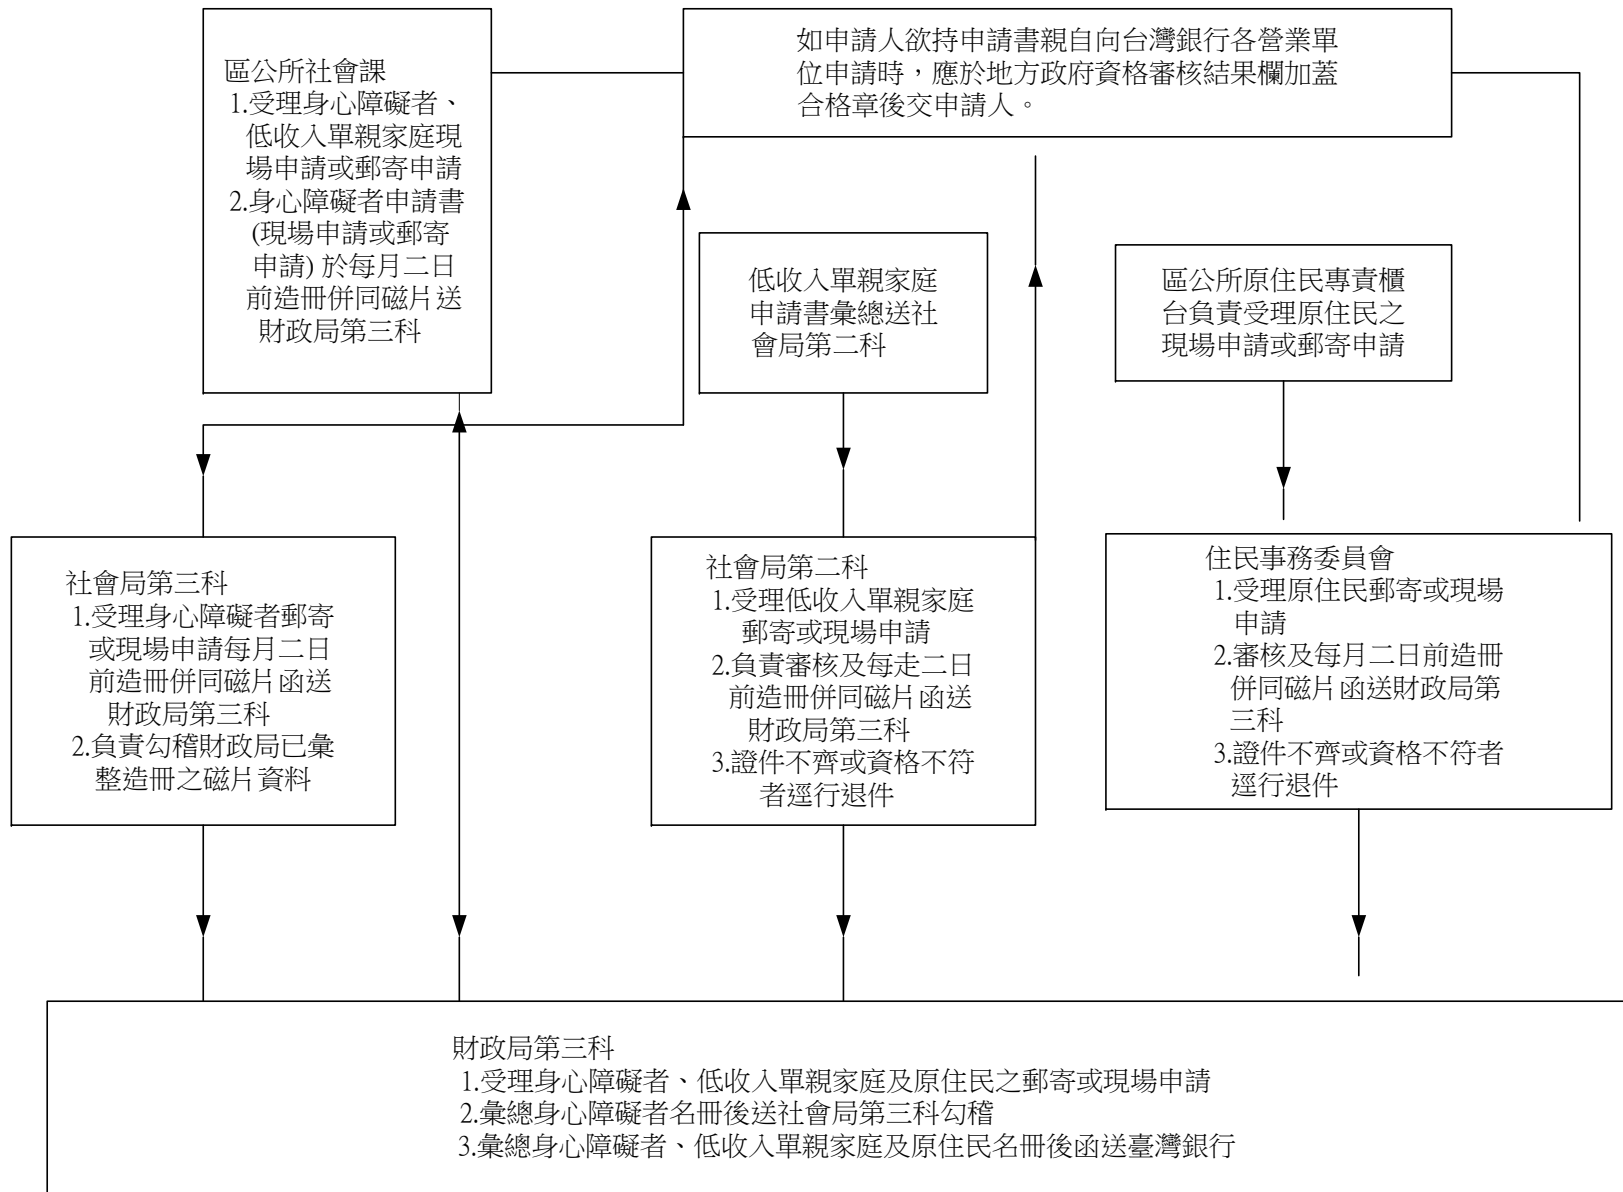 區公所社會課
1.受理身心障礙者、
低收入單親家庭現
場申請或郵寄申請
2.身心障礙者申請書
(現場申請或郵寄
申請) 於每月二日
前造冊併同磁片送
財政局第三科
如申請人欲持申請書親自向台灣銀行各營業單
位申請時，應於地方政府資格審核結果欄加蓋
合格章後交申請人。
低收入單親家庭
申請書彙總送社
會局第二科
區公所原住民專責櫃
台負責受理原住民之
現場申請或郵寄申請
社會局第三科
1.受理身心障礙者郵寄
或現場申請每月二日
前造冊併同磁片函送
財政局第三科
2.負責勾稽財政局已彙
整造冊之磁片資料
社會局第二科
1.受理低收入單親家庭
郵寄或現場申請
2.負責審核及每走二日
前造冊併同磁片函送
財政局第三科
3.證件不齊或資格不符
者逕行退件
住民事務委員會
1.受理原住民郵寄或現場
申請
2.審核及每月二日前造冊
併同磁片函送財政局第
三科
3.證件不齊或資格不符者
逕行退件
財政局第三科
1.受理身心障礙者、低收入單親家庭及原住民之郵寄或現場申請
2.彙總身心障礙者名冊後送社會局第三科勾稽
3.彙總身心障礙者、低收入單親家庭及原住民名冊後函送臺灣銀行